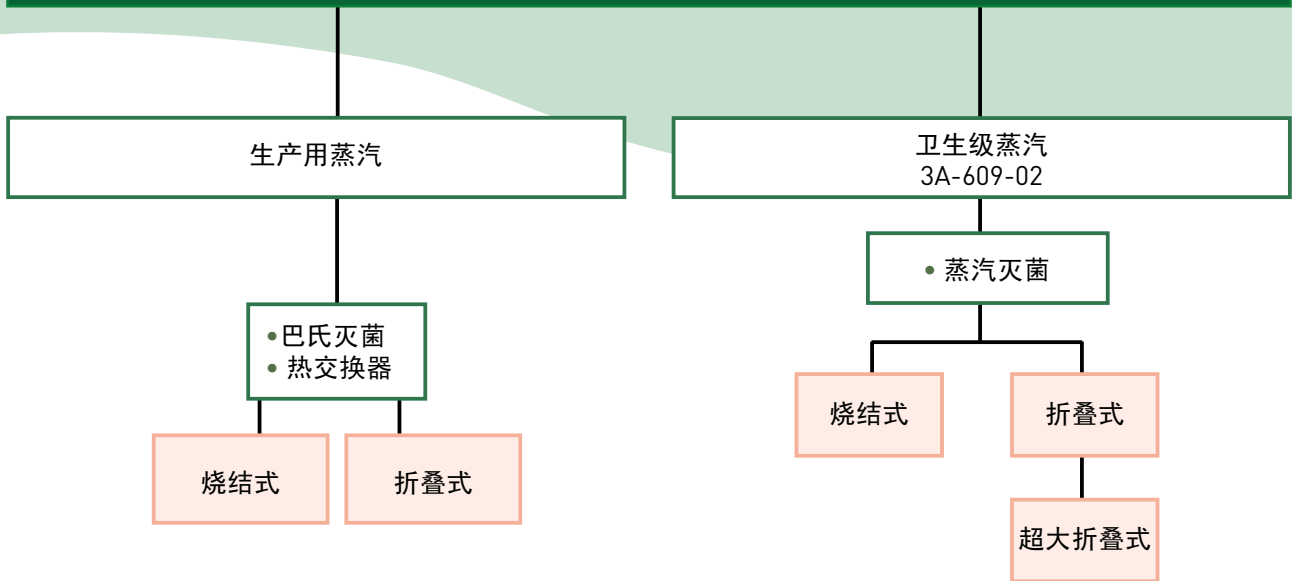 生产用蒸汽
卫生级蒸汽
3A-609-02
• 蒸汽灭菌
•巴氏灭菌
• 热交换器
烧结式
折叠式
烧结式
折叠式
超大折叠式